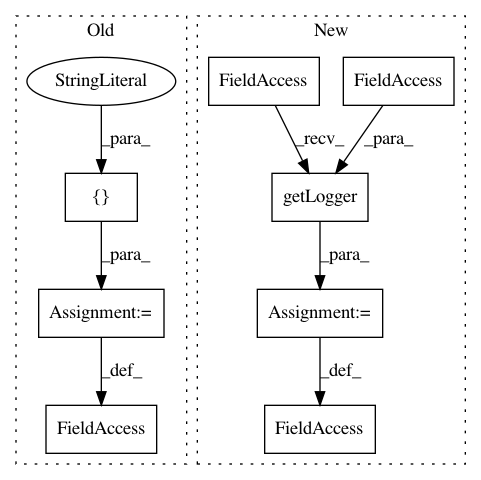 Old
New
StringLiteral
FieldAccess
FieldAccess
_para_
_recv_
_para_
{}
getLogger
_para_
_para_
Assignment:=
Assignment:=
_def_
_def_
FieldAccess
FieldAccess